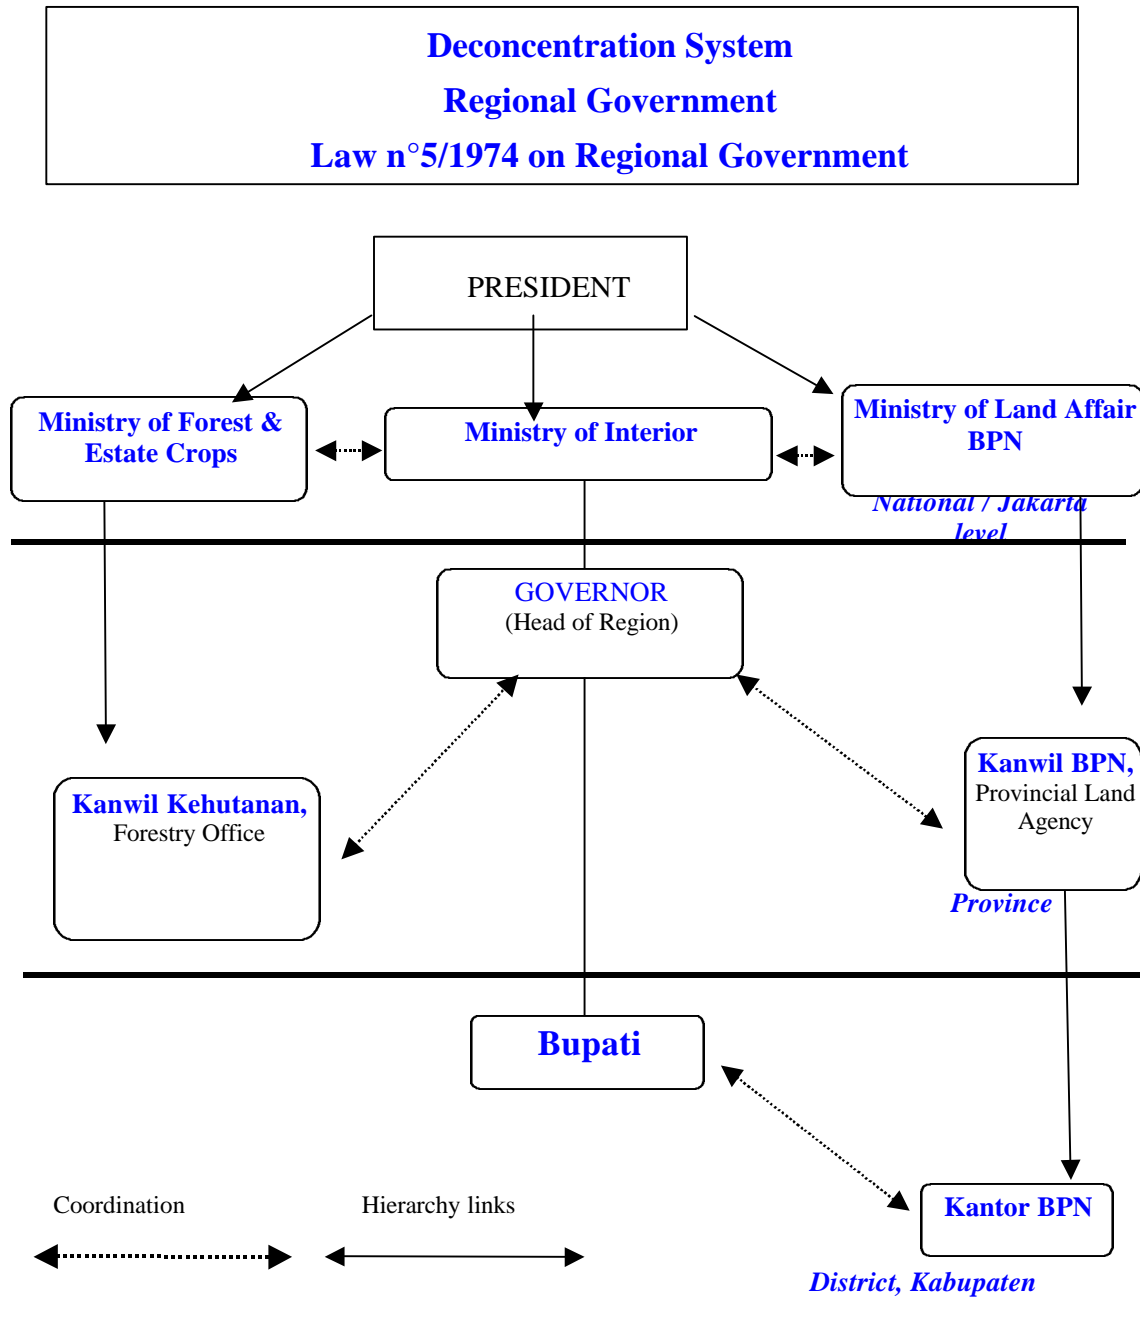 Deconcentration System
Regional Government
Law n°5/1974 on Regional Government
PRESIDENT
Ministry of Forest &
Estate Crops
Ministry of Interior
Ministry of Land Affair
BPN
National / Jakarta
level
GOVERNOR
(Head of Region)
Kanwil Kehutanan,
Forestry Office
Kanwil BPN,
Provincial Land
Agency
Province
Bupati
Kantor BPN
Coordination
Hierarchy links
District, Kabupaten